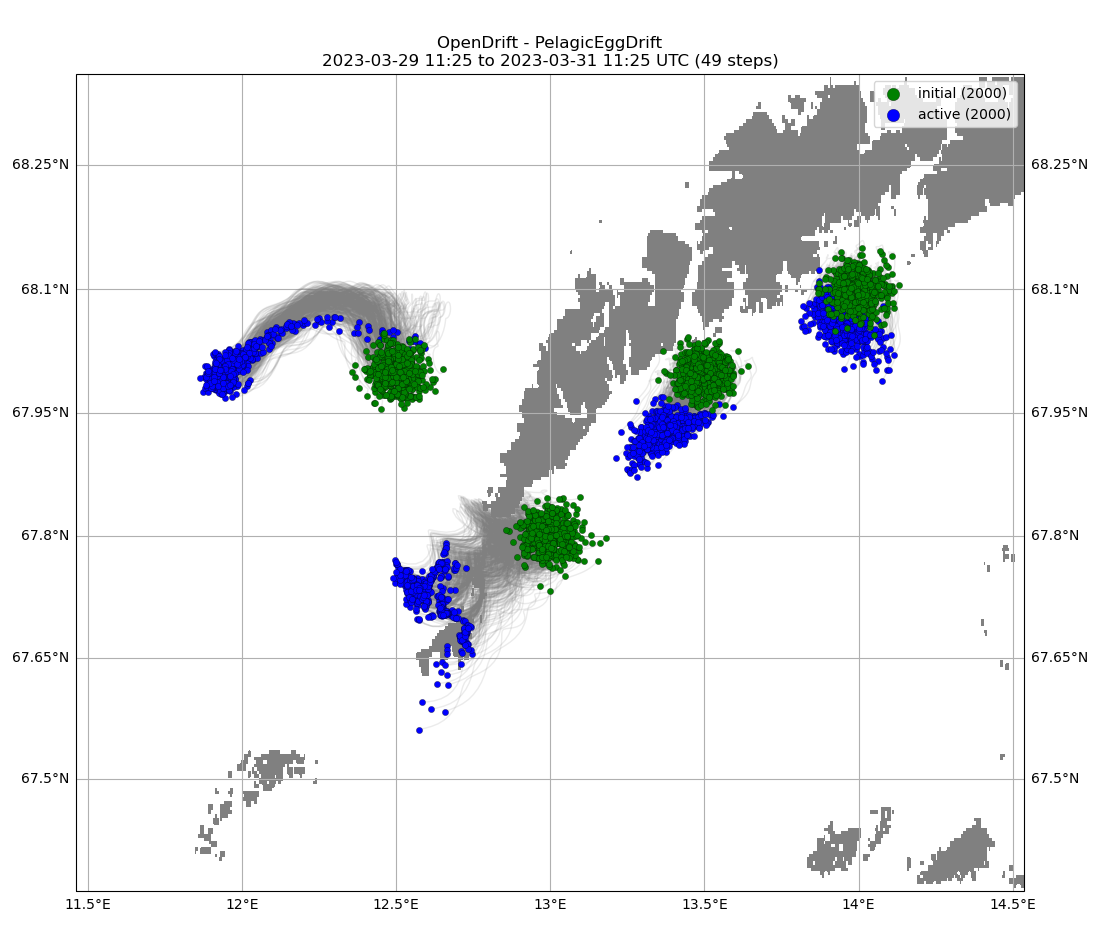 OpenDrift - PelagicEggDrift
2023-03-29 11:25 to 2023-03-31 11:25 UTC (49 steps)
initial (2000)
active (2000)
68.25°N 68.25°N
68.1°N 68.1°N
67.95°N 67.95°N
67.8°N 67.8°N
67.65°N 67.65°N
67.5°N 67.5°N
11.5°E 12°E 12.5°E 13°E 13.5°E 14°E 14.5°E